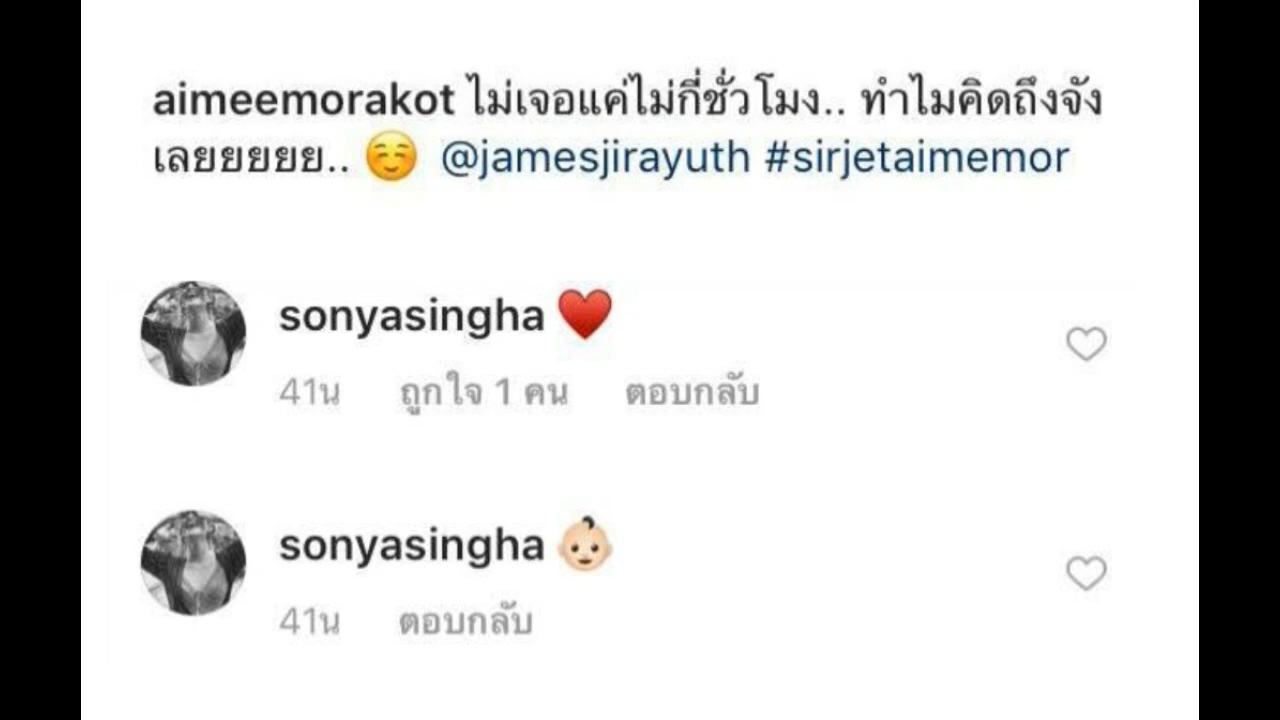 aimeemorakot ไม่เจอแค่ไม่กี่ชั่วโมง.. ทำไมคิดถึงจัง
เลยยยยย.. ☺️ @jamesjirayuth #sirjetaimemor
sonyasingha ♥️
41น ถูกใจ 1 คน ตอบกลับ
sonyasingha 👶🏻
41น ตอบกลับ